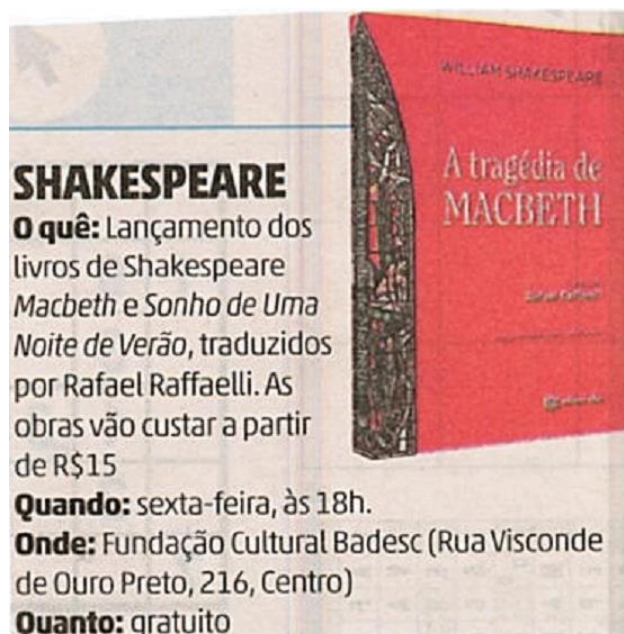 WILLIAM SHAKESPEARE
A tragédia de
MACBETH
SHAKESPEARE
O quê: Lançamento dos
livros de Shakespeare
Macbeth e Sonho de Uma
Noite de Verão, traduzidos
por Rafael Raffaelli. As
obras vão custar a partir
de R$15
Quando: sexta-feira, às 18h.
Onde: Fundação Cultural Badesc (Rua Visconde
de Ouro Preto, 216, Centro)
Quanto: gratuito